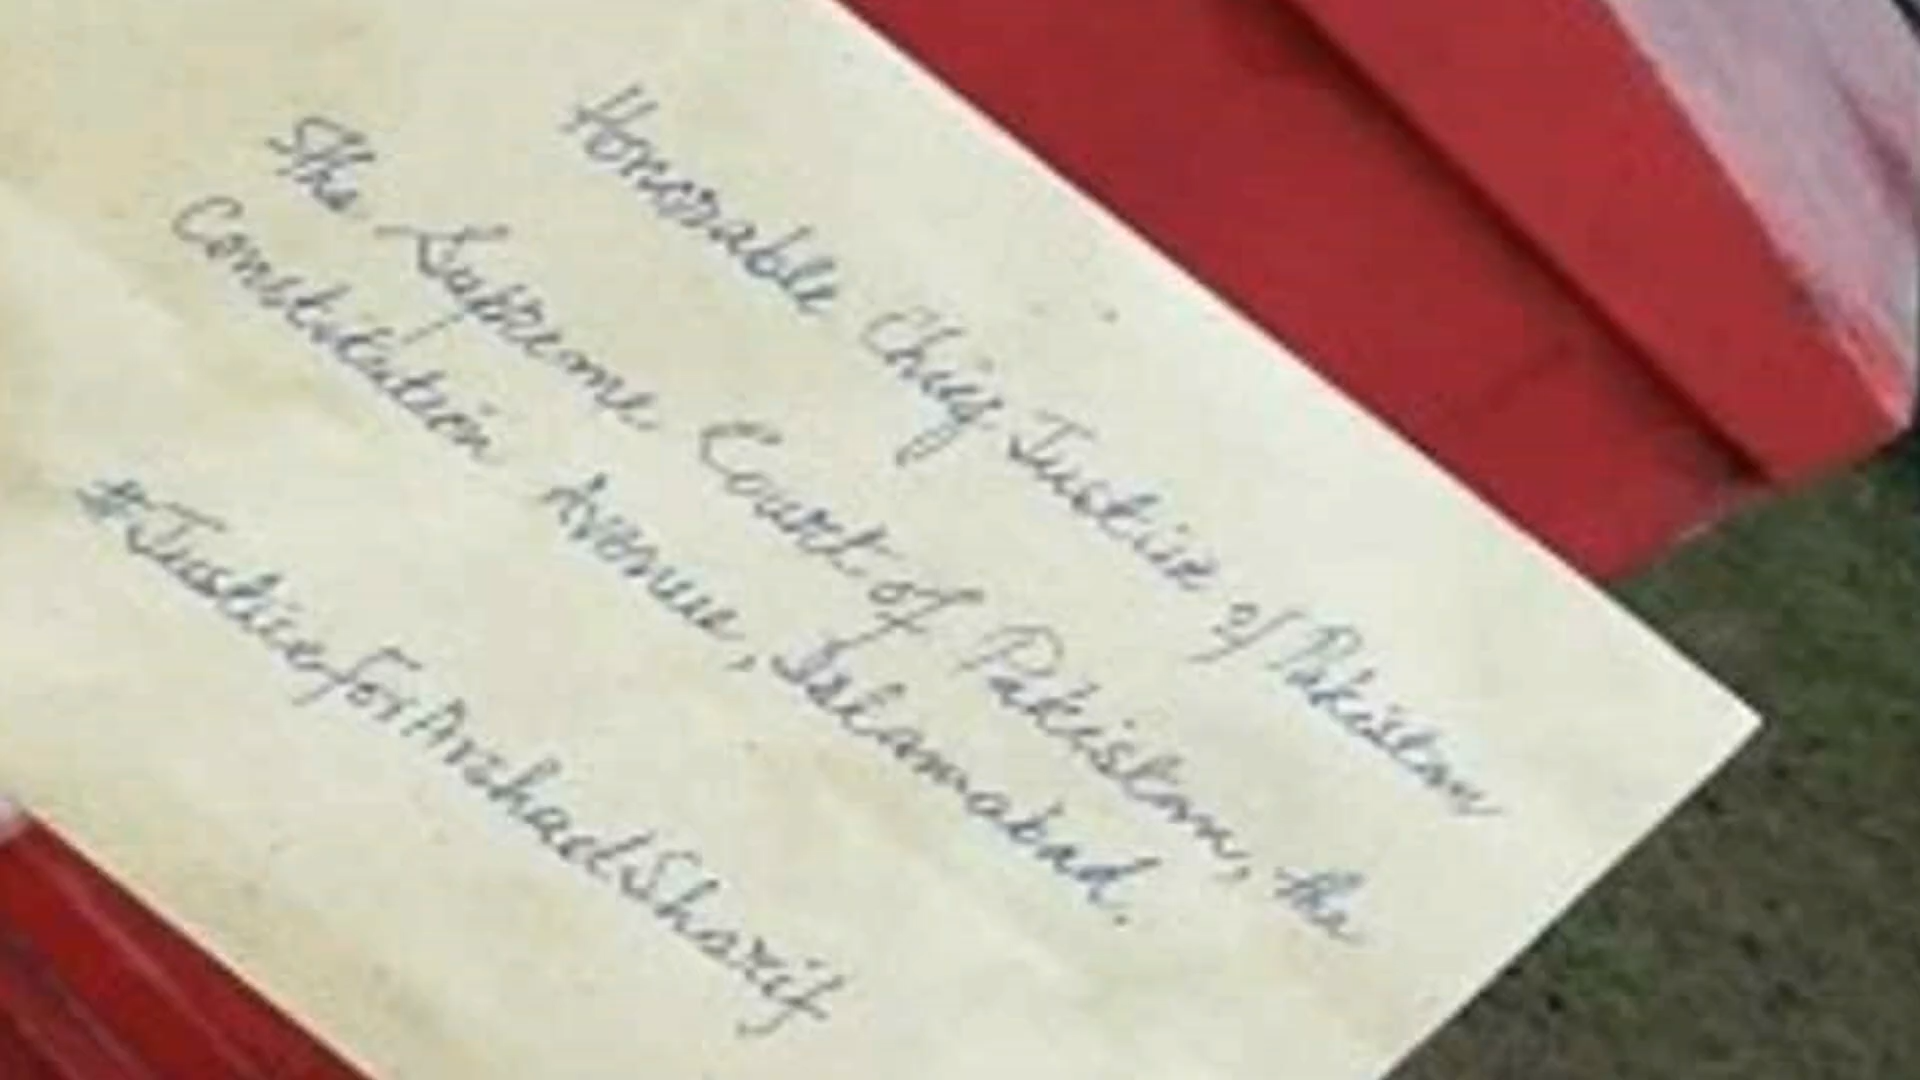 Honorable Chief Justice of Pakistan
The Supreme Court of Pakistan, the
Constitution Avenue, Islamabad.
#JusticeforArshadSharif